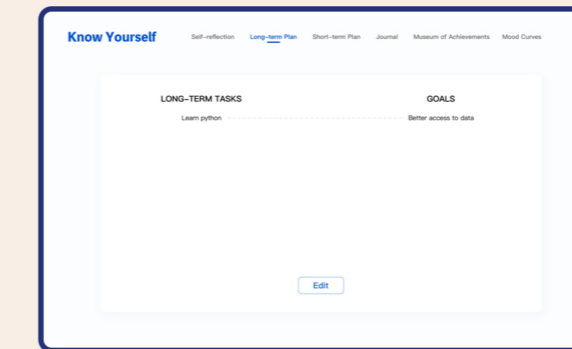 Know Yourself
Self-reflection Long-term Plan Short-term Plan Journal Museum of Achievements Mood Curves
LONG-TERM TASKS GOALS
Learn python Better access to data
Edit